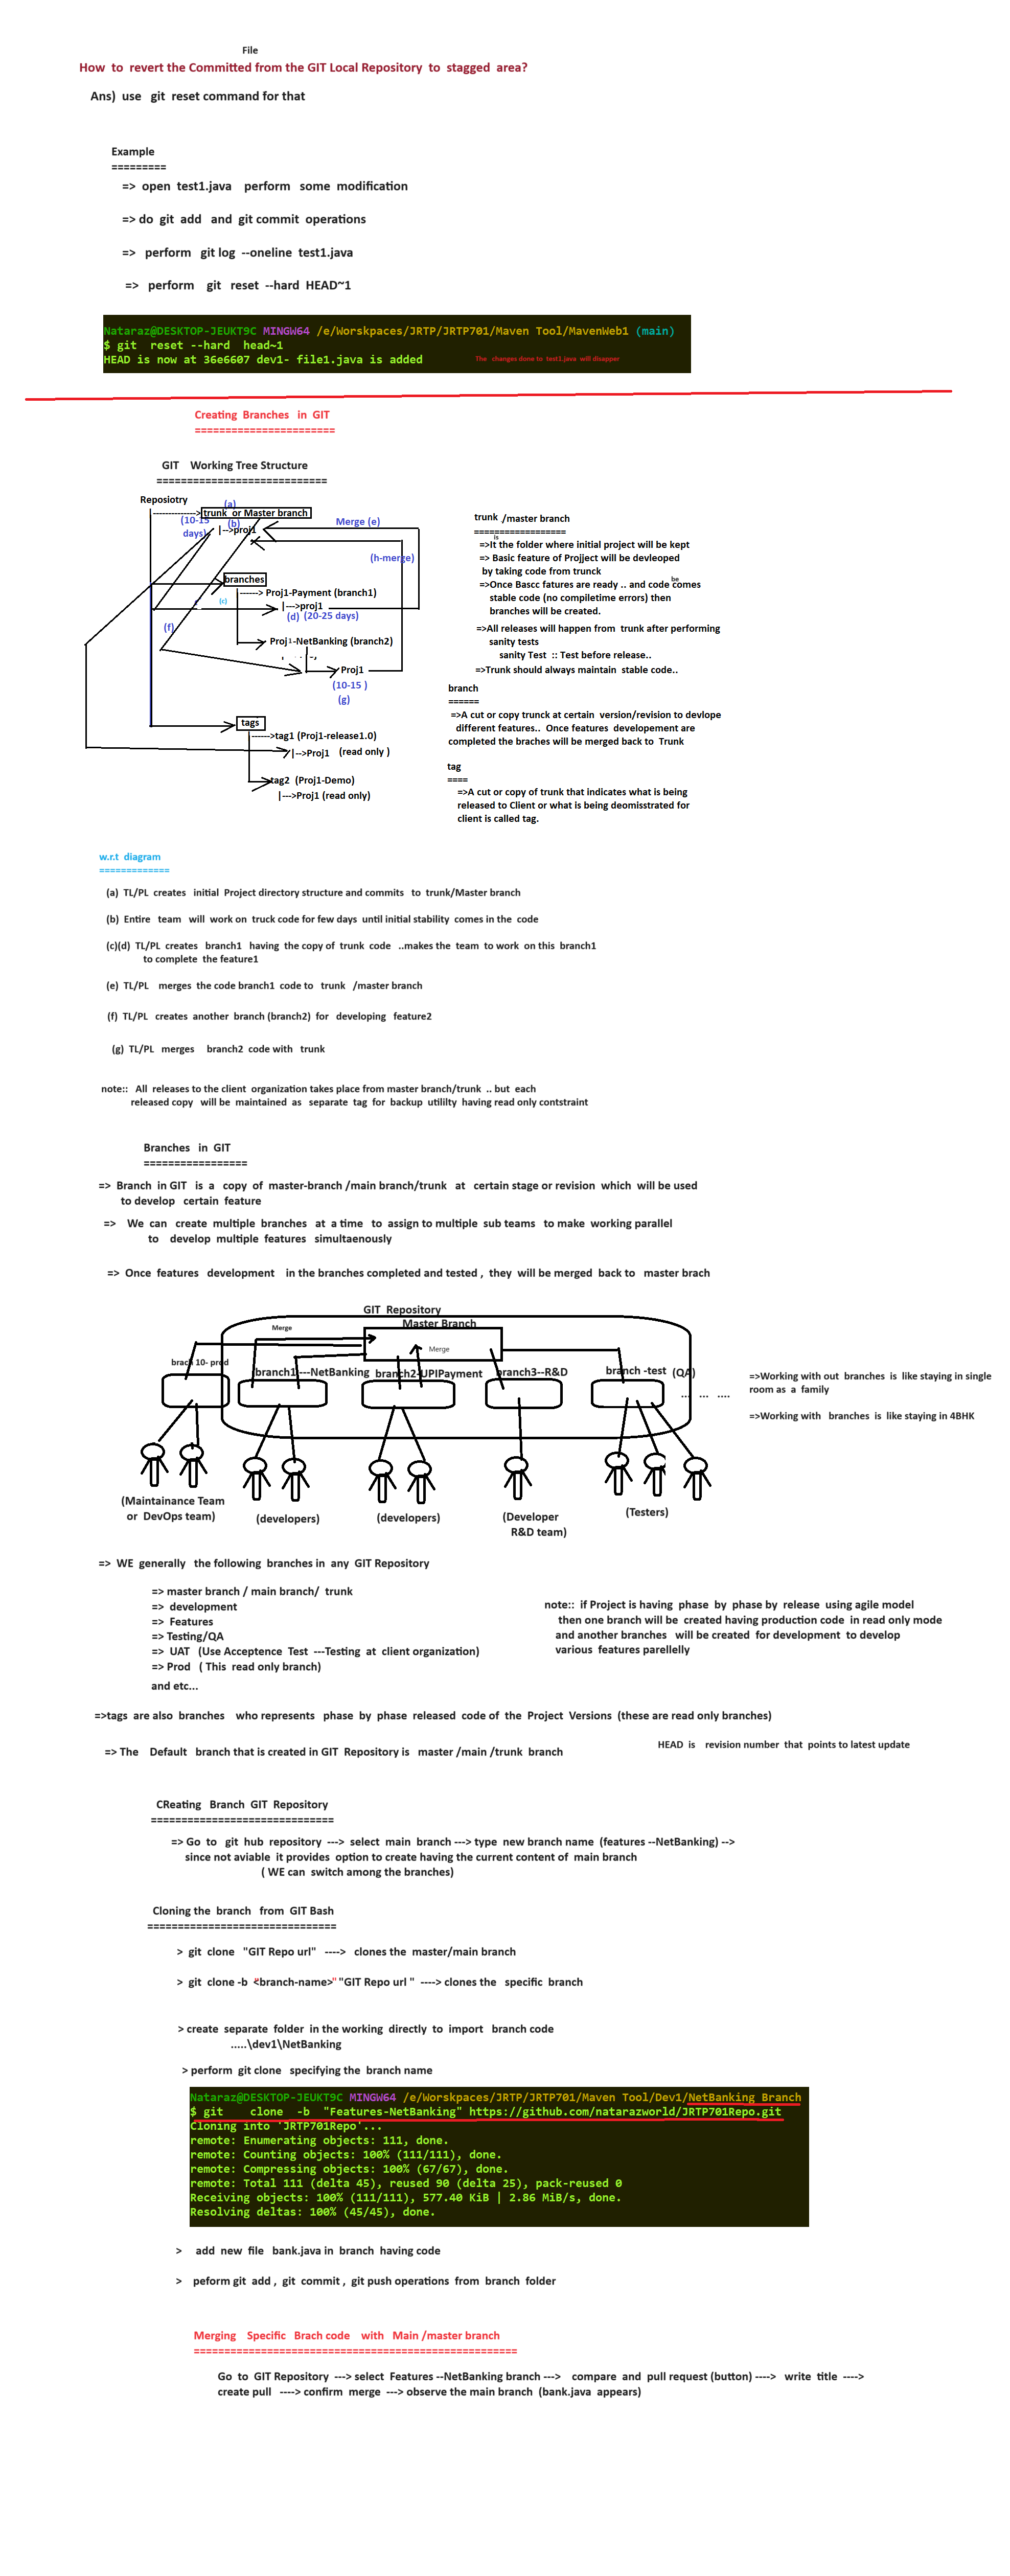 File
How to revert the Committed from the GIT Local Repository to stagged area?
Ans) use git reset command for that
Example
=========
=> open test1.java perform some modification
=> do git add and git commit operations
=> perform git log --oneline test1.java
=> perform git reset --hard HEAD~1
Nataraz@DESKTOP-JEUKT9C MINGW64 /e/Worskpaces/JRTP/JRTP701/Maven Tool/MavenWeb1 (main)
$ git reset --hard head~1
HEAD is now at 36e6607 dev1- file1.java is added
The changes done to test1.java will disapper
Creating Branches in GIT
=======================
GIT Working Tree Structure
============================
Reposiotry
(a)
-------------->trunk or Master branch
(10-15
days)
(b)
|-->proj1
Merge (e)
(h-merge)
branches
------> Proj1-Payment (branch1)
(c)
|--->proj1
(d) (20-25 days)
(f)
Proj1-NetBanking (branch2)
Proj1
(10-15 )
(g)
tags
------>tag1 (Proj1-release1.0)
|-->Proj1 (read only )
tag2 (Proj1-Demo)
|--->Proj1 (read only)
trunk /master branch
==================
is
=>It the folder where initial project will be kept
=> Basic feature of Projject will be devleoped
by taking code from trunck
be
=>Once Bascc fatures are ready .. and code comes
stable code (no compiletime errors) then
branches will be created.
=>All releases will happen from trunk after performing
sanity tests
sanity Test :: Test before release..
=>Trunk should always maintain stable code..
branch
======
=>A cut or copy trunck at certain version/revision to devlope
different features.. Once features developement are
completed the braches will be merged back to Trunk
tag
====
=>A cut or copy of trunk that indicates what is being
released to Client or what is being deomisstrated for
client is called tag.
w.r.t diagram
=============
(a) TL/PL creates initial Project directory structure and commits to trunk/Master branch
(b) Entire team will work on truck code for few days until initial stability comes in the code
(c)(d) TL/PL creates branch1 having the copy of trunk code ..makes the team to work on this branch1
to complete the feature1
(e) TL/PL merges the code branch1 code to trunk /master branch
(f) TL/PL creates another branch (branch2) for developing feature2
(g) TL/PL merges branch2 code with trunk
note:: All releases to the client organization takes place from master branch/trunk .. but each
released copy will be maintained as separate tag for backup utililty having read only contstraint
Branches in GIT
=================
=> Branch in GIT is a copy of master-branch /main branch/trunk at certain stage or revision which will be used
to develop certain feature
=> We can create multiple branches at a time to assign to multiple sub teams to make working parallel
to develop multiple features simultaenously
=> Once features development in the branches completed and tested , they will be merged back to master brach
GIT Repository
Master Branch
Merge
Merge
brach 10- prod
branch1 ---NetBanking
branch2-UPIPayment
branch3--R&D
branch -test (QA)
... ... ....
=>Working with out branches is like staying in single
room as a family
=>Working with branches is like staying in 4BHK
(Maintainance Team
or DevOps team)
(developers)
(developers)
(Developer
R&D team)
(Testers)
=> WE generally the following branches in any GIT Repository
=> master branch / main branch/ trunk
=> development
=> Features
=> Testing/QA
=> UAT (Use Acceptence Test ---Testing at client organization)
=> Prod ( This read only branch)
and etc...
note:: if Project is having phase by phase by release using agile model
then one branch will be created having production code in read only mode
and another branches will be created for development to develop
various features parellelly
=>tags are also branches who represents phase by phase released code of the Project Versions (these are read only branches)
=> The Default branch that is created in GIT Repository is master /main /trunk branch
HEAD is revision number that points to latest update
CReating Branch GIT Repository
==============================
=> Go to git hub repository ---> select main branch ---> type new branch name (features --NetBanking) -->
since not aviable it provides option to create having the current content of main branch
( WE can switch among the branches)
Cloning the branch from GIT Bash
===============================
> git clone "GIT Repo url" ----> clones the master/main branch
> git clone -b "<branch-name>" "GIT Repo url " ----> clones the specific branch
> create separate folder in the working directly to import branch code
.....\dev1\NetBanking
> perform git clone specifying the branch name
Nataraz@DESKTOP-JEUKT9C MINGW64 /e/Worskpaces/JRTP/JRTP701/Maven Tool/Dev1/NetBanking Branch
$ git clone -b "Features-NetBanking" https://github.com/natarazworld/JRTP701Repo.git
Cloning into 'JRTP701Repo'...
remote: Enumerating objects: 111, done.
remote: Counting objects: 100% (111/111), done.
remote: Compressing objects: 100% (67/67), done.
remote: Total 111 (delta 45), reused 90 (delta 25), pack-reused 0
Receiving objects: 100% (111/111), 577.40 KiB | 2.86 MiB/s, done.
Resolving deltas: 100% (45/45), done.
> add new file bank.java in branch having code
> peform git add , git commit , git push operations from branch folder
Merging Specific Brach code with Main /master branch
=====================================================
Go to GIT Repository ---> select Features --NetBanking branch ---> compare and pull request (button) ----> write title ---->
create pull ----> confirm merge ---> observe the main branch (bank.java appears)